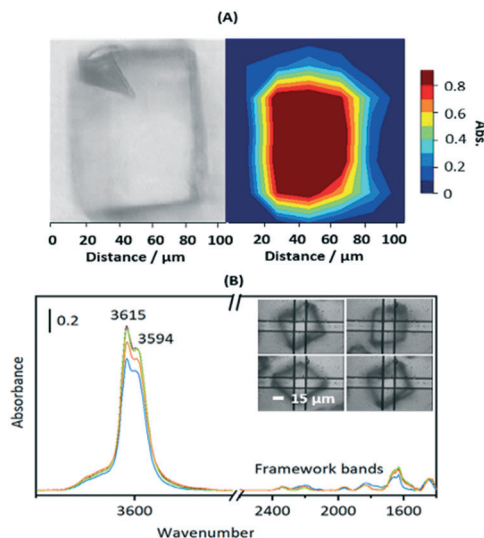 (A)
0.8
0.6
0.4
0.2
0
Abs.
0 20 40 60 80 100
20 40 60 80 100
Distance / µm
Distance / µm
(B)
0.2
3615
3594
15 µm
Absorbance
Framework bands
3600
2400 2000 1600
Wavenumber